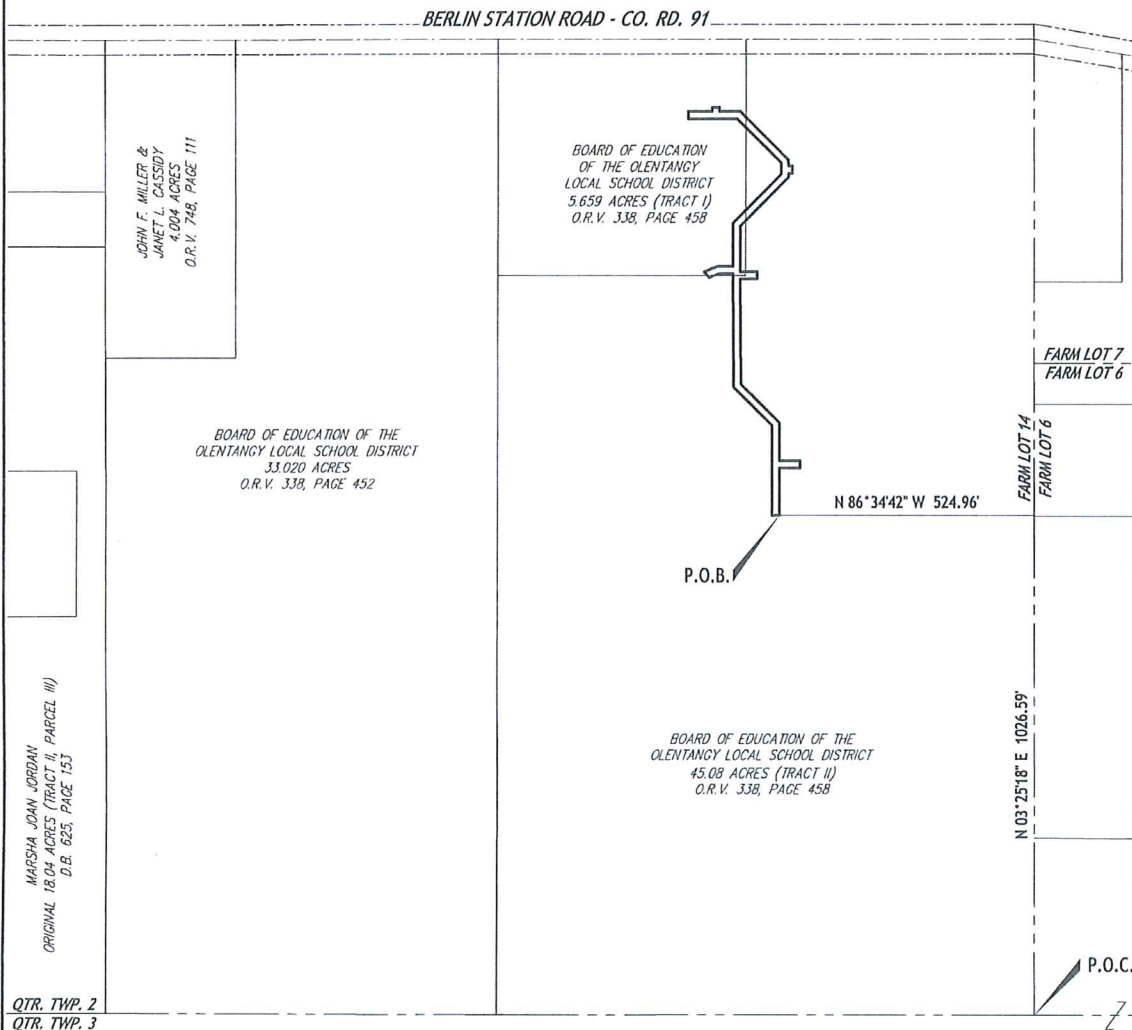 BERLIN STATION ROAD - CO. RD. 91
JOHN F. MILLER &
JANET L. CASSIDY
4.004 ACRES
O.R.V. 748, PAGE 111
BOARD OF EDUCATION
OF THE OLENTANGY
LOCAL SCHOOL DISTRICT
5.659 ACRES (TRACT I)
O.R.V. 338, PAGE 458
FARM LOT 7
FARM LOT 6
BOARD OF EDUCATION OF THE
OLENTANGY LOCAL SCHOOL DISTRICT
33.020 ACRES
O.R.V. 338, PAGE 452
FARM LOT 14
FARM LOT 6
N 86°34'42" W 524.96'
P.O.B.
MARSHA JOAN JORDAN
ORIGINAL 18.04 ACRES (TRACT II, PARCEL III)
D.B. 625, PAGE 153
BOARD OF EDUCATION OF THE
OLENTANGY LOCAL SCHOOL DISTRICT
45.08 ACRES (TRACT II)
O.R.V. 338, PAGE 458
N 03°25'18" E 1026.59'
P.O.C.
QTR. TWP. 2
QTR. TWP. 3